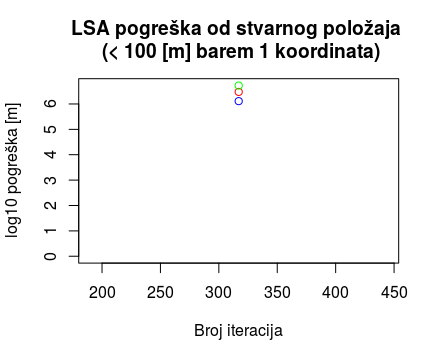 LSA pogreška od stvarnog položaja
(< 100 [m] barem 1 koordinata)
log10 pogreška [m]
6
5
4
3
2
1
0
200 250 300 350 400 450
Broj iteracija